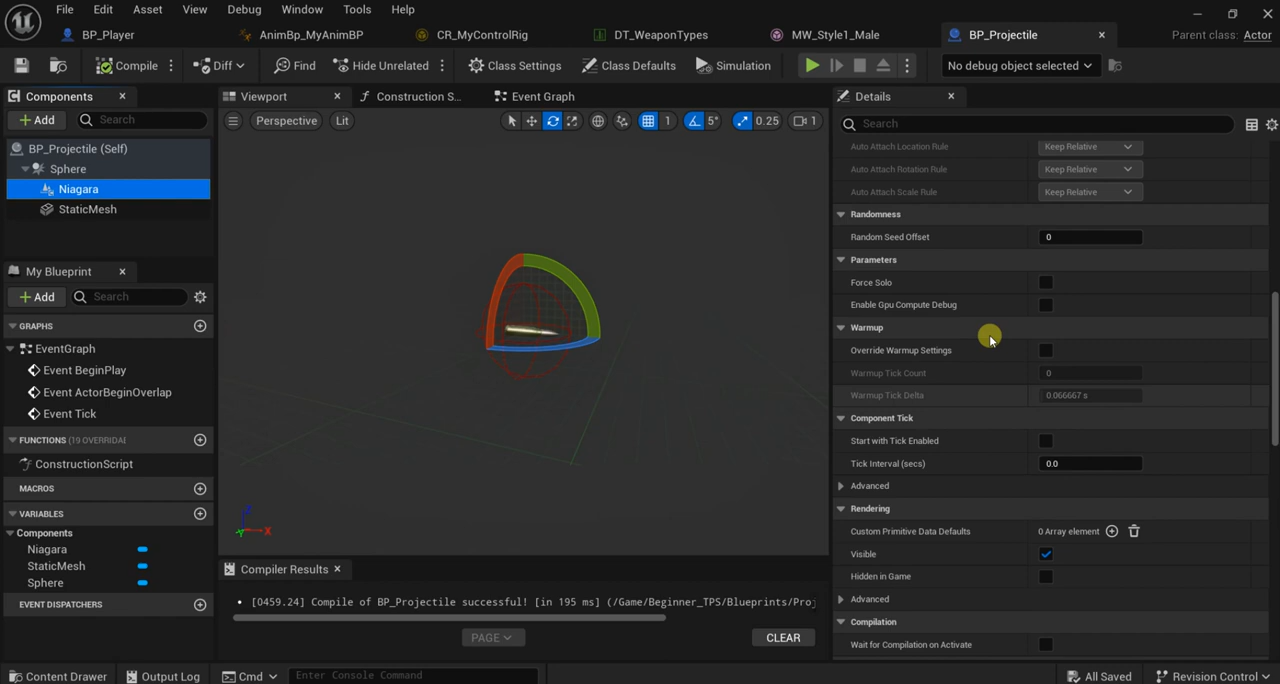 File Edit Asset View Debug Window Tools Help
BP_Player AnimBp_MyAnimBP CR_MyControlRig DT_WeaponTypes MW_Style1_Male BP_Projectile Parent class: Actor
Compile Diff Find Hide Unrelated Class Settings Class Defaults Simulation No debug object selected
Components Viewport Construction S... Event Graph Details
Add Search Perspective Lit 1 5° 0.25 1 Search
BP_Projectile (Self)
Sphere
Niagara
StaticMesh
My Blueprint
Add Search
GRAPHS
EventGraph
Event BeginPlay
Event ActorBeginOverlap
Event Tick
FUNCTIONS (19 OVERRIDAI
ConstructionScript
MACROS
VARIABLES
Components
Niagara
StaticMesh
Sphere
EVENT DISPATCHERS
Z
Y X
Compiler Results
• [0459.24] Compile of BP_Projectile successful! [in 195 ms] (/Game/Beginner_TPS/Blueprints/Proj
PAGE CLEAR
Auto Attach Location Rule Keep Relative
Auto Attach Rotation Rule Keep Relative
Auto Attach Scale Rule Keep Relative
Randomness
Random Seed Offset 0
Parameters
Force Solo
Enable Gpu Compute Debug
Warmup
Override Warmup Settings
Warmup Tick Count 0
Warmup Tick Delta 0.066667 s
Component Tick
Start with Tick Enabled
Tick Interval (secs) 0.0
Advanced
Rendering
Custom Primitive Data Defaults 0 Array element
Visible
Hidden in Game
Advanced
Compilation
Wait for Compilation on Activate
Content Drawer Output Log Cmd Enter Console Command All Saved Revision Control